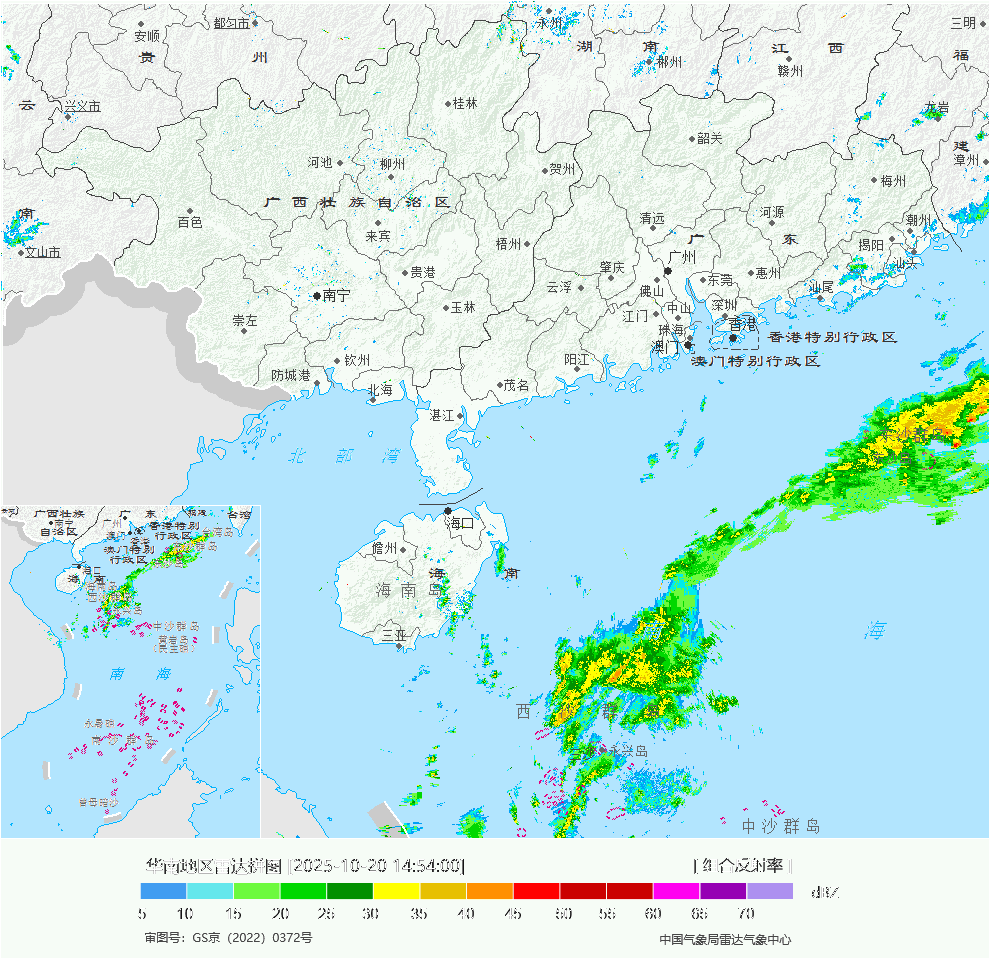 永州
三明
安顺
都匀市
贵 州
湖 南
江 西
福
郴州
赣州
云
兴义市
桂林
龙岩
韶关
建
漳州
河池
柳州
贺州
梅州
广西壮族自治区
南
百色
清远
河源
潮州
来宾
梧州
广 东
揭阳
汕头
文山市
贵港
肇庆
广州
惠州
东莞
云浮
佛山
汕尾
南宁
玉林
中山
深圳
江门
崇左
珠海
香港
香港特别行政区
澳门
澳门特别行政区
钦州
阳江
防城港
北海
茂名
湛江
北 部 湾
海口
儋州
海 南
海南岛
三亚
海
西
群
永兴岛
中沙群岛
广西壮族
自治区
南宁
广 东
广州
台湾
香港特别
行政区
澳门特别
行政区
海口
海 南
中沙群岛
黄岩岛
南 海
永暑礁
南沙群岛
曾母暗沙
华南地区雷达拼图 [2025-10-20 14:54:00]
[组合反射率]
5 10 15 20 25 30 35 40 45 50 55 60 65 70
dBZ
审图号：GS京（2022）0372号
中国气象局雷达气象中心